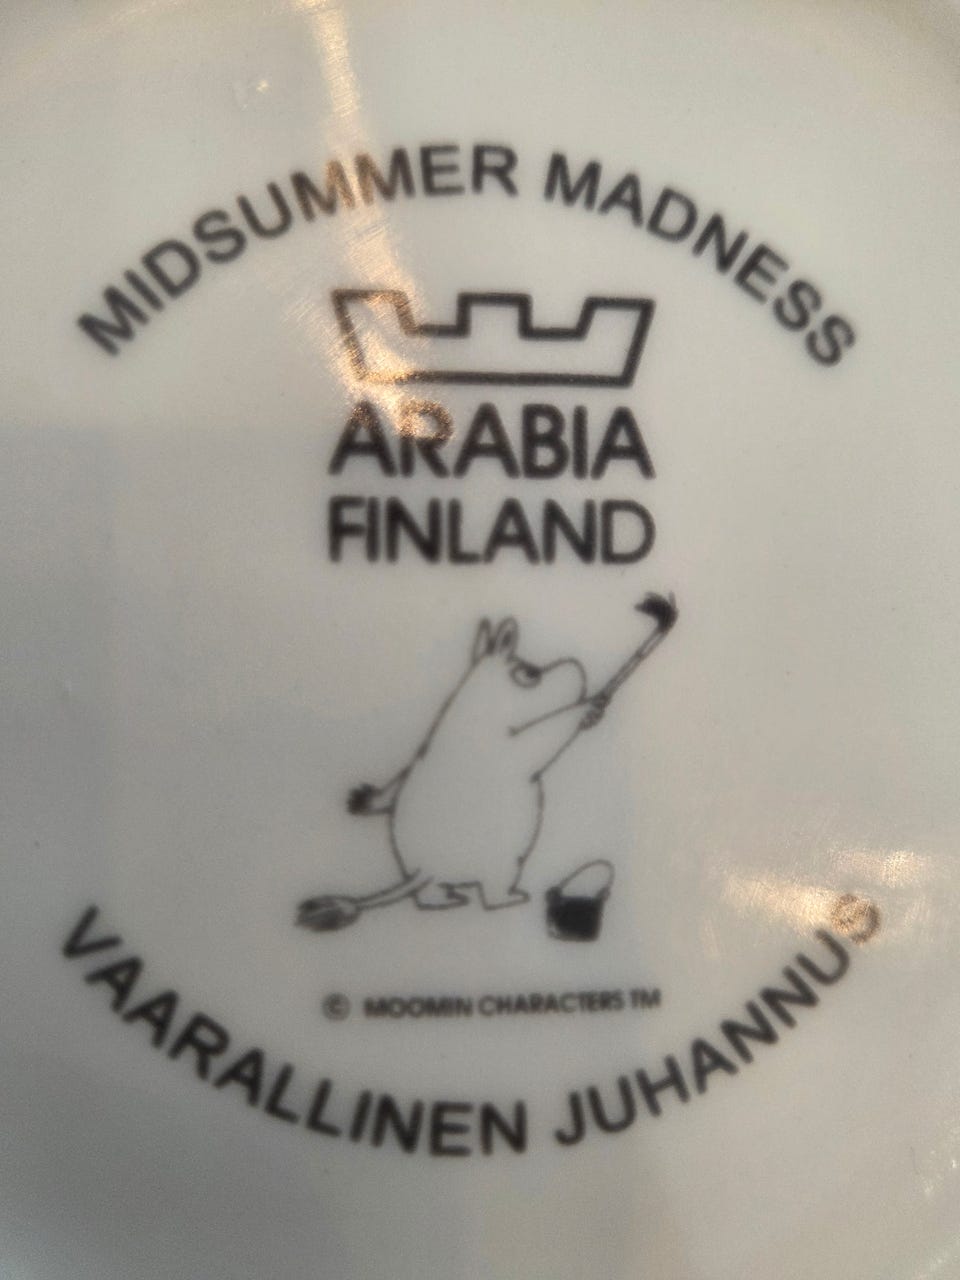 MIDSUMMER MADNESS
ARABIA
FINLAND
© MOOMIN CHARACTERS TM
VAARALLINEN JUHANNUS